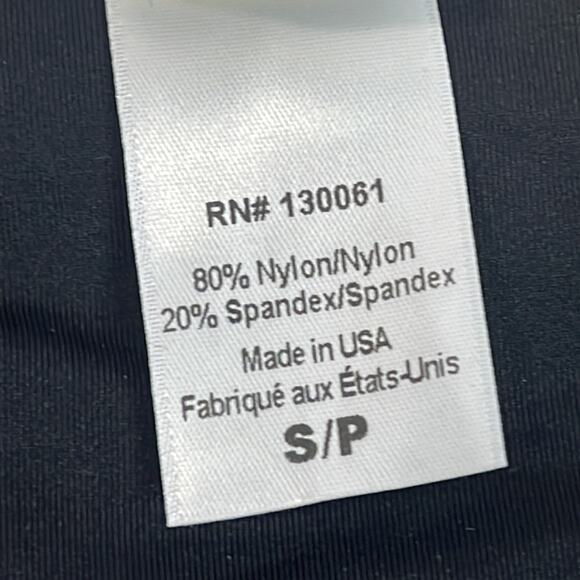 RN# 130061
80% Nylon/Nylon
20% Spandex/Spandex
Made in USA
Fabriqué aux États-Unis
S/P